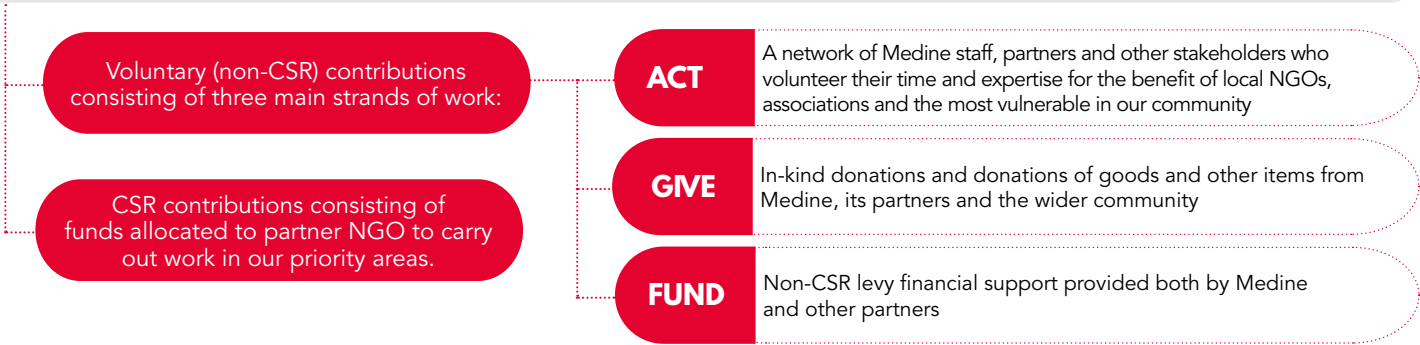 Voluntary (non-CSR) contributions
consisting of three main strands of work:
CSR contributions consisting of
funds allocated to partner NGO to carry
out work in our priority areas.
ACT
A network of Medine staff, partners and other stakeholders who
volunteer their time and expertise for the benefit of local NGOs,
associations and the most vulnerable in our community
GIVE
In-kind donations and donations of goods and other items from
Medine, its partners and the wider community
FUND
Non-CSR levy financial support provided both by Medine
and other partners